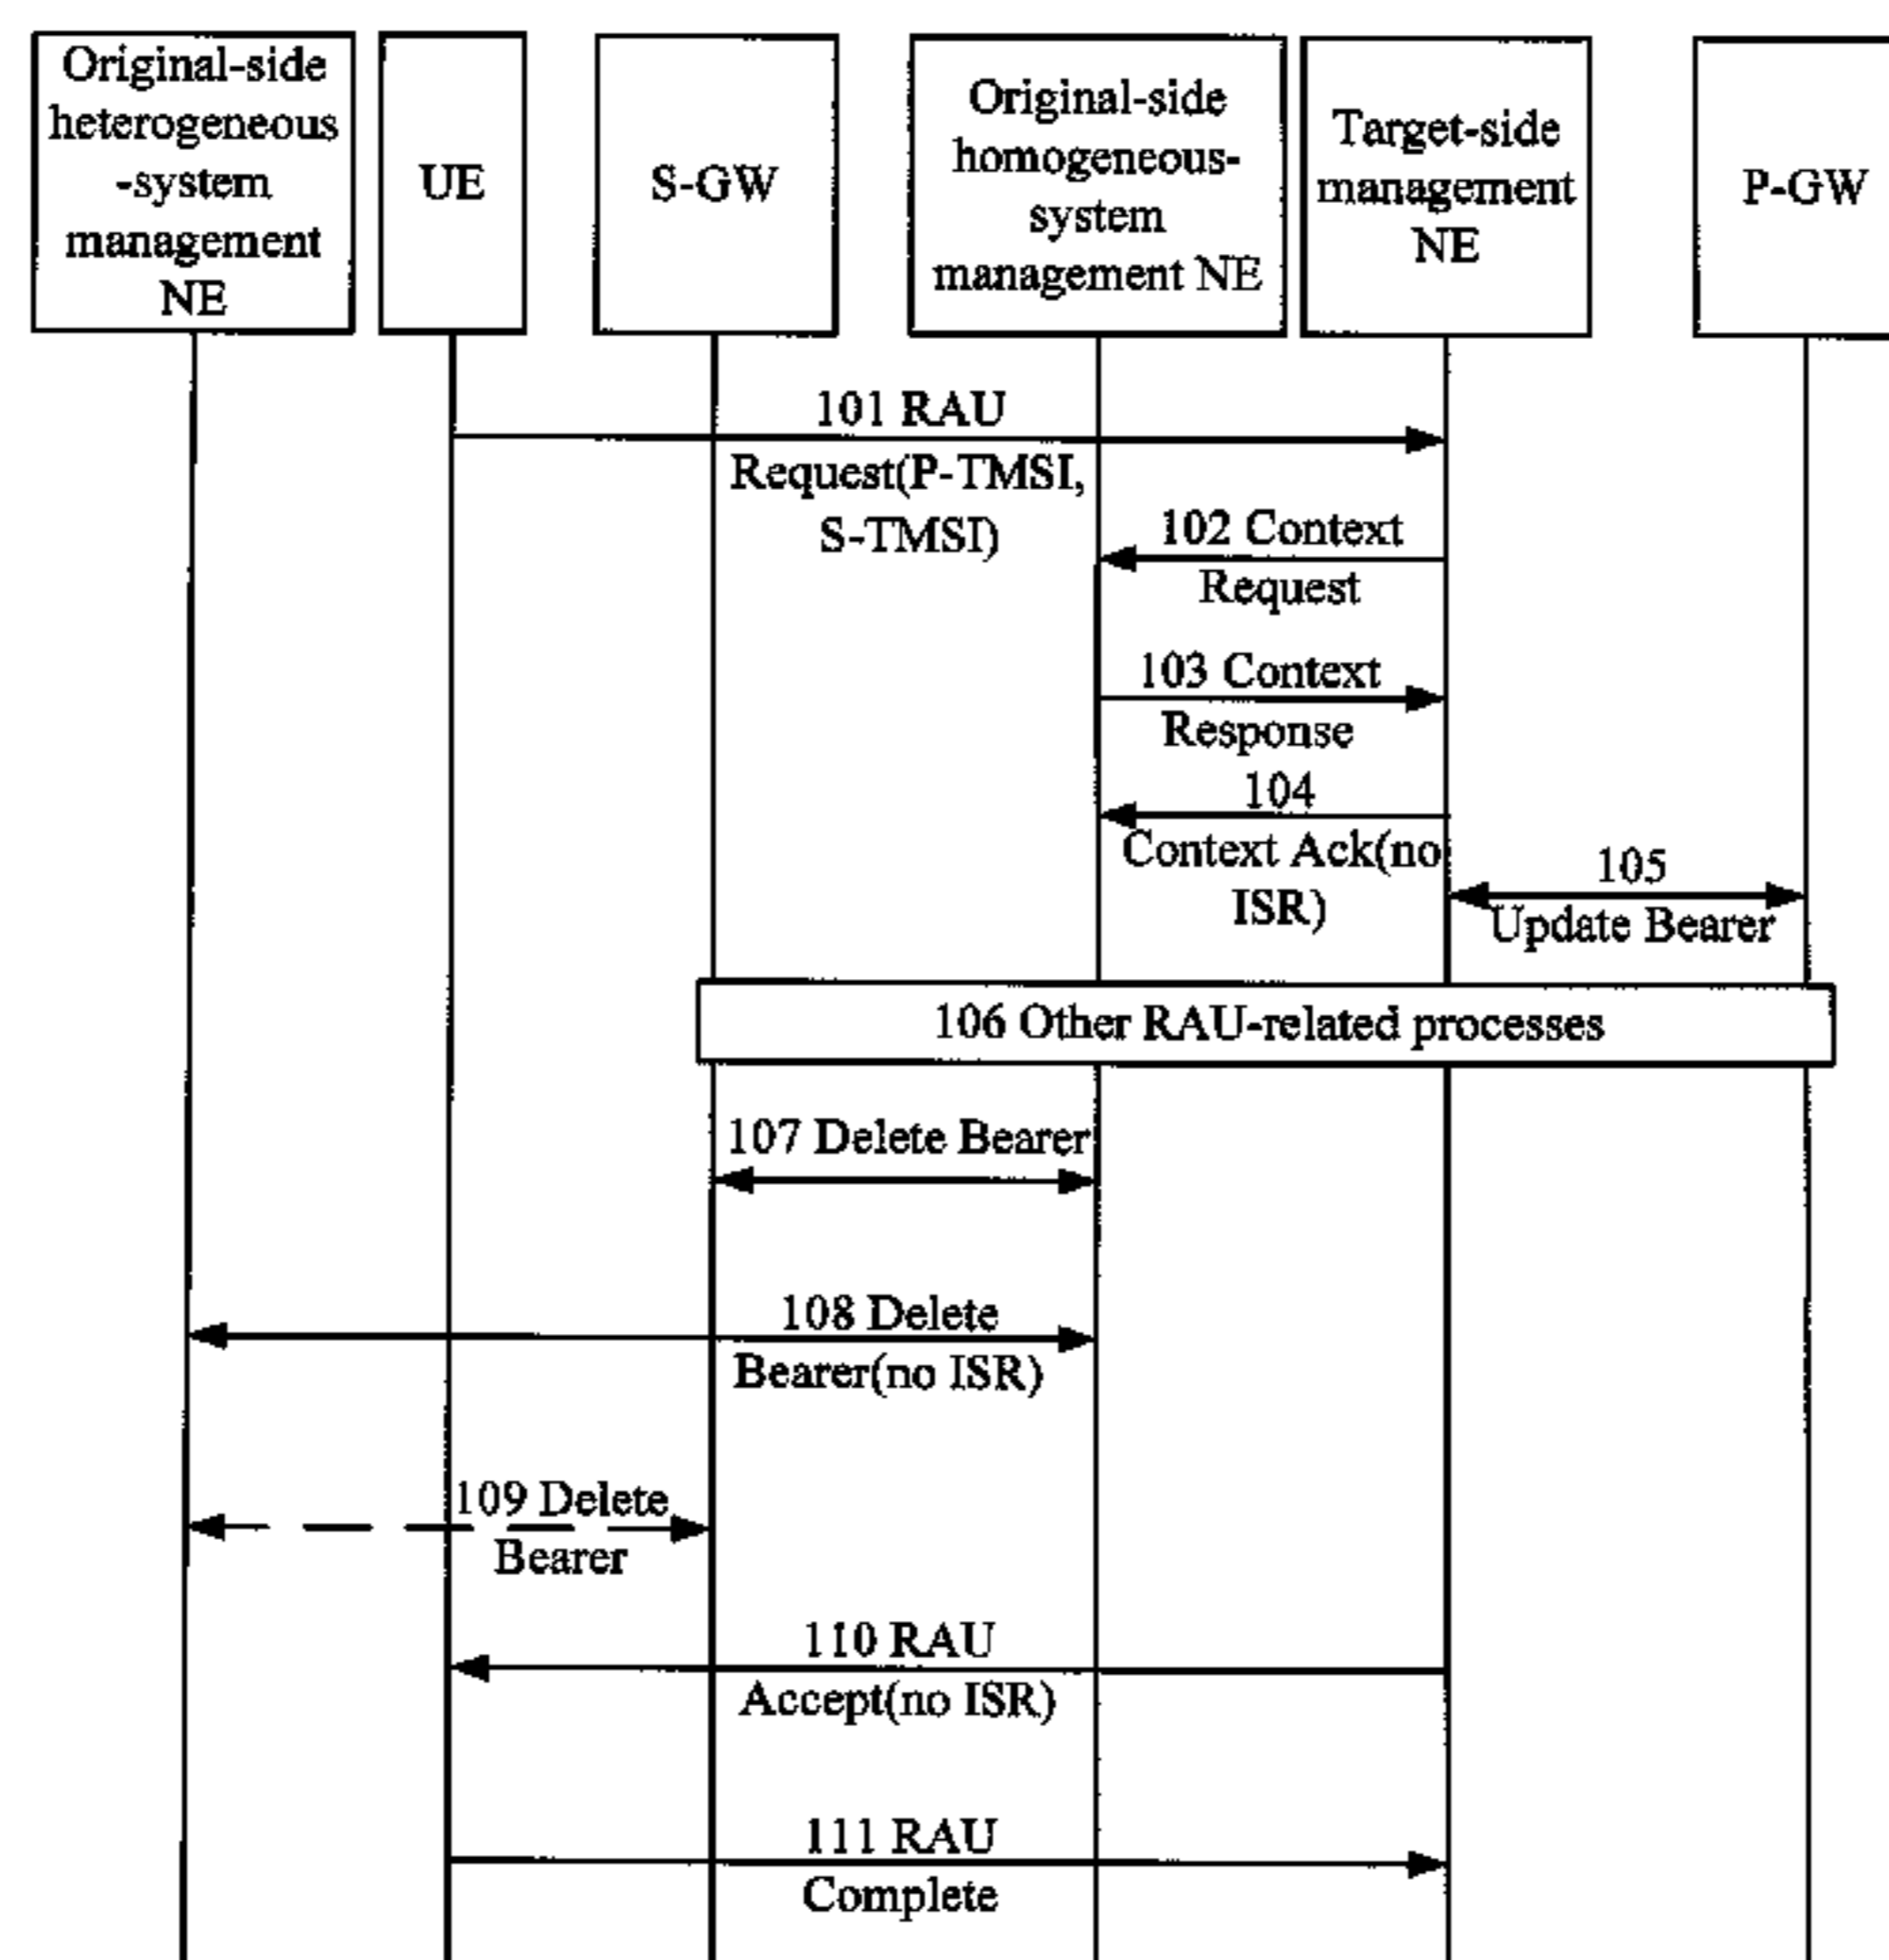 Original-side
heterogeneous
-system
management
NE
UE
S-GW
Original-side
homogeneous-
system
management NE
Target-side
management
NE
P-GW
101 RAU
Request(P-TMSI,
S-TMSI)
102 Context
Request
103 Context
Response
104
Context Ack(no
ISR)
105
Update Bearer
106 Other RAU-related processes
107 Delete Bearer
108 Delete
Bearer(no ISR)
109 Delete
Bearer
110 RAU
Accept(no ISR)
111 RAU
Complete